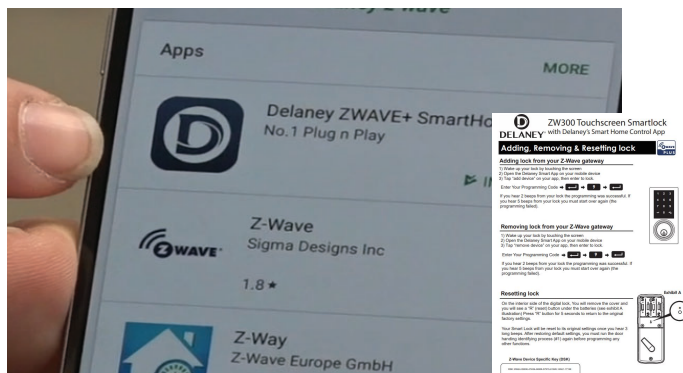 Apps
MORE
Delaney ZWAVE+ SmartHo
No.1 Plug n Play
Z-Wave
WAVE
Sigma Designs Inc
1.8★
Z-Way
Z-Wave Europe GmbH
DELANEY
ZW300 Touchscreen Smartlock
with Delaney's Smart Home Control App
Adding, Removing & Resetting lock
Adding lock from your Z-Wave gateway
1) Wake up your lock by touching the screen
2) Open the Delaney Smart App on your mobile device
3) Tap "add device" on your app, then enter to lock.
Enter Your Programming Code
If you hear 2 beeps from your lock the programming was successful. If
you hear 5 beeps from your lock you must start over again (the
programming failed).
Removing lock from your Z-Wave gateway
1) Wake up your lock by touching the screen
2) Open the Delaney Smart App on your mobile device
3) Tap "remove device" on your app, then enter to lock.
Enter Your Programming Code
If you hear 2 beeps from your lock the programming was successful. If
you hear 5 beeps from your lock you must start over again (the
programming failed).
Resetting lock
On the interior side of the digital lock. You will remove the cover and
you will see a "R" (reset) button under the batteries (see exhibit A
illustration) Press "R" button for 5 seconds to return to the original
factory settings.
Your Smart Lock will be reset to its original settings once you hear 3
long beeps. After restoring default settings, you must run the door
handing identifying process (#1) again before programming any
other functions.
Exhibit A
Z-Wave Device Specific Key (DSK)